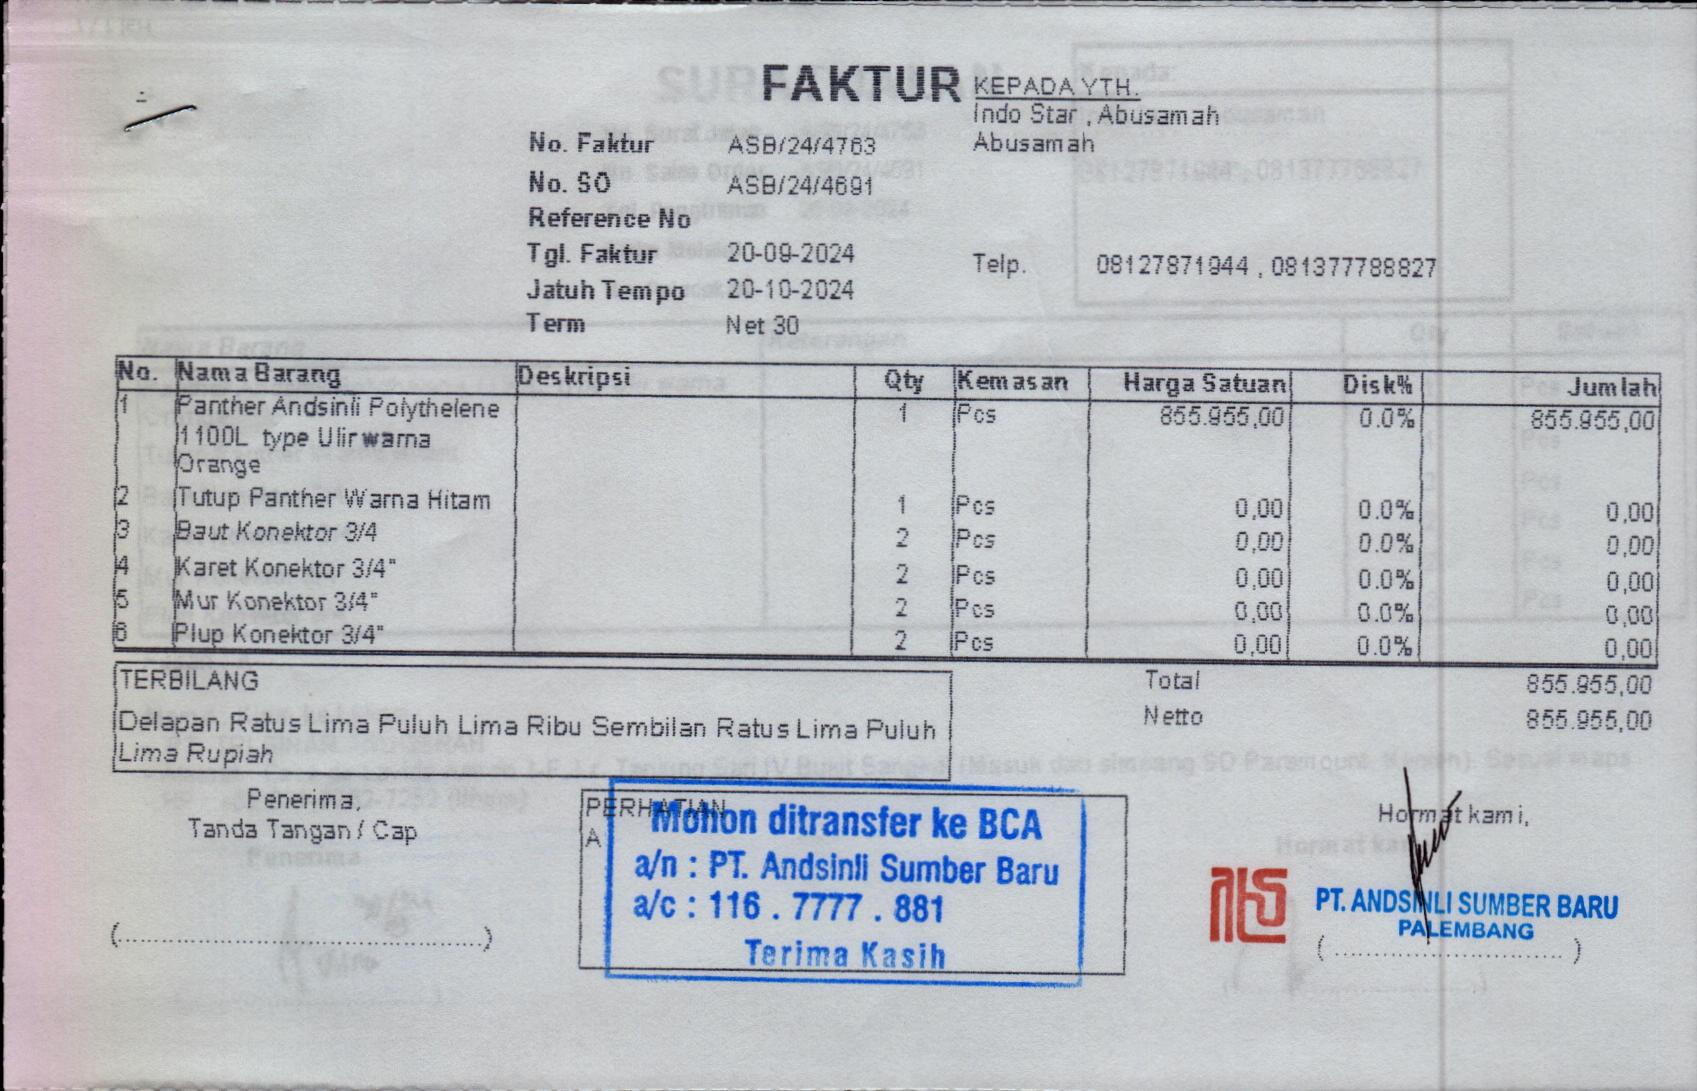 FAKTUR
KEPADA YTH.
Indo Star , Abusamah
Abusamah
No. Faktur ASB/24/4763
No. SO ASB/24/4691
Reference No
Tgl. Faktur 20-09-2024
Telp. 08127871944 , 081377788827
Jatuh Tempo 20-10-2024
Term Net 30
No. Nama Barang Deskripsi Qty Kemasan Harga Satuan Disk% Jumlah
1 Panther Andsinli Polythelene 1 Pcs 855.955,00 0.0% 855.955,00
1100L type Ulir warna
Orange
2 Tutup Panther Warna Hitam 1 Pcs 0,00 0.0% 0,00
3 Baut Konektor 3/4 2 Pcs 0,00 0.0% 0,00
4 Karet Konektor 3/4" 2 Pcs 0,00 0.0% 0,00
5 Mur Konektor 3/4" 2 Pcs 0,00 0.0% 0,00
6 Plup Konektor 3/4" 2 Pcs 0,00 0.0% 0,00
TERBILANG
Delapan Ratus Lima Puluh Lima Ribu Sembilan Ratus Lima Puluh
Lima Rupiah
Total 855.955,00
Netto 855.955,00
Penerima,
Tanda Tangan / Cap
(...)
PERHATIAN
A
Mohon ditransfer ke BCA
a/n : PT. Andsinli Sumber Baru
a/c : 116 . 7777 . 881
Terima Kasih
Hormat kami,
PT. ANDSINLI SUMBER BARU
PALEMBANG
(...)